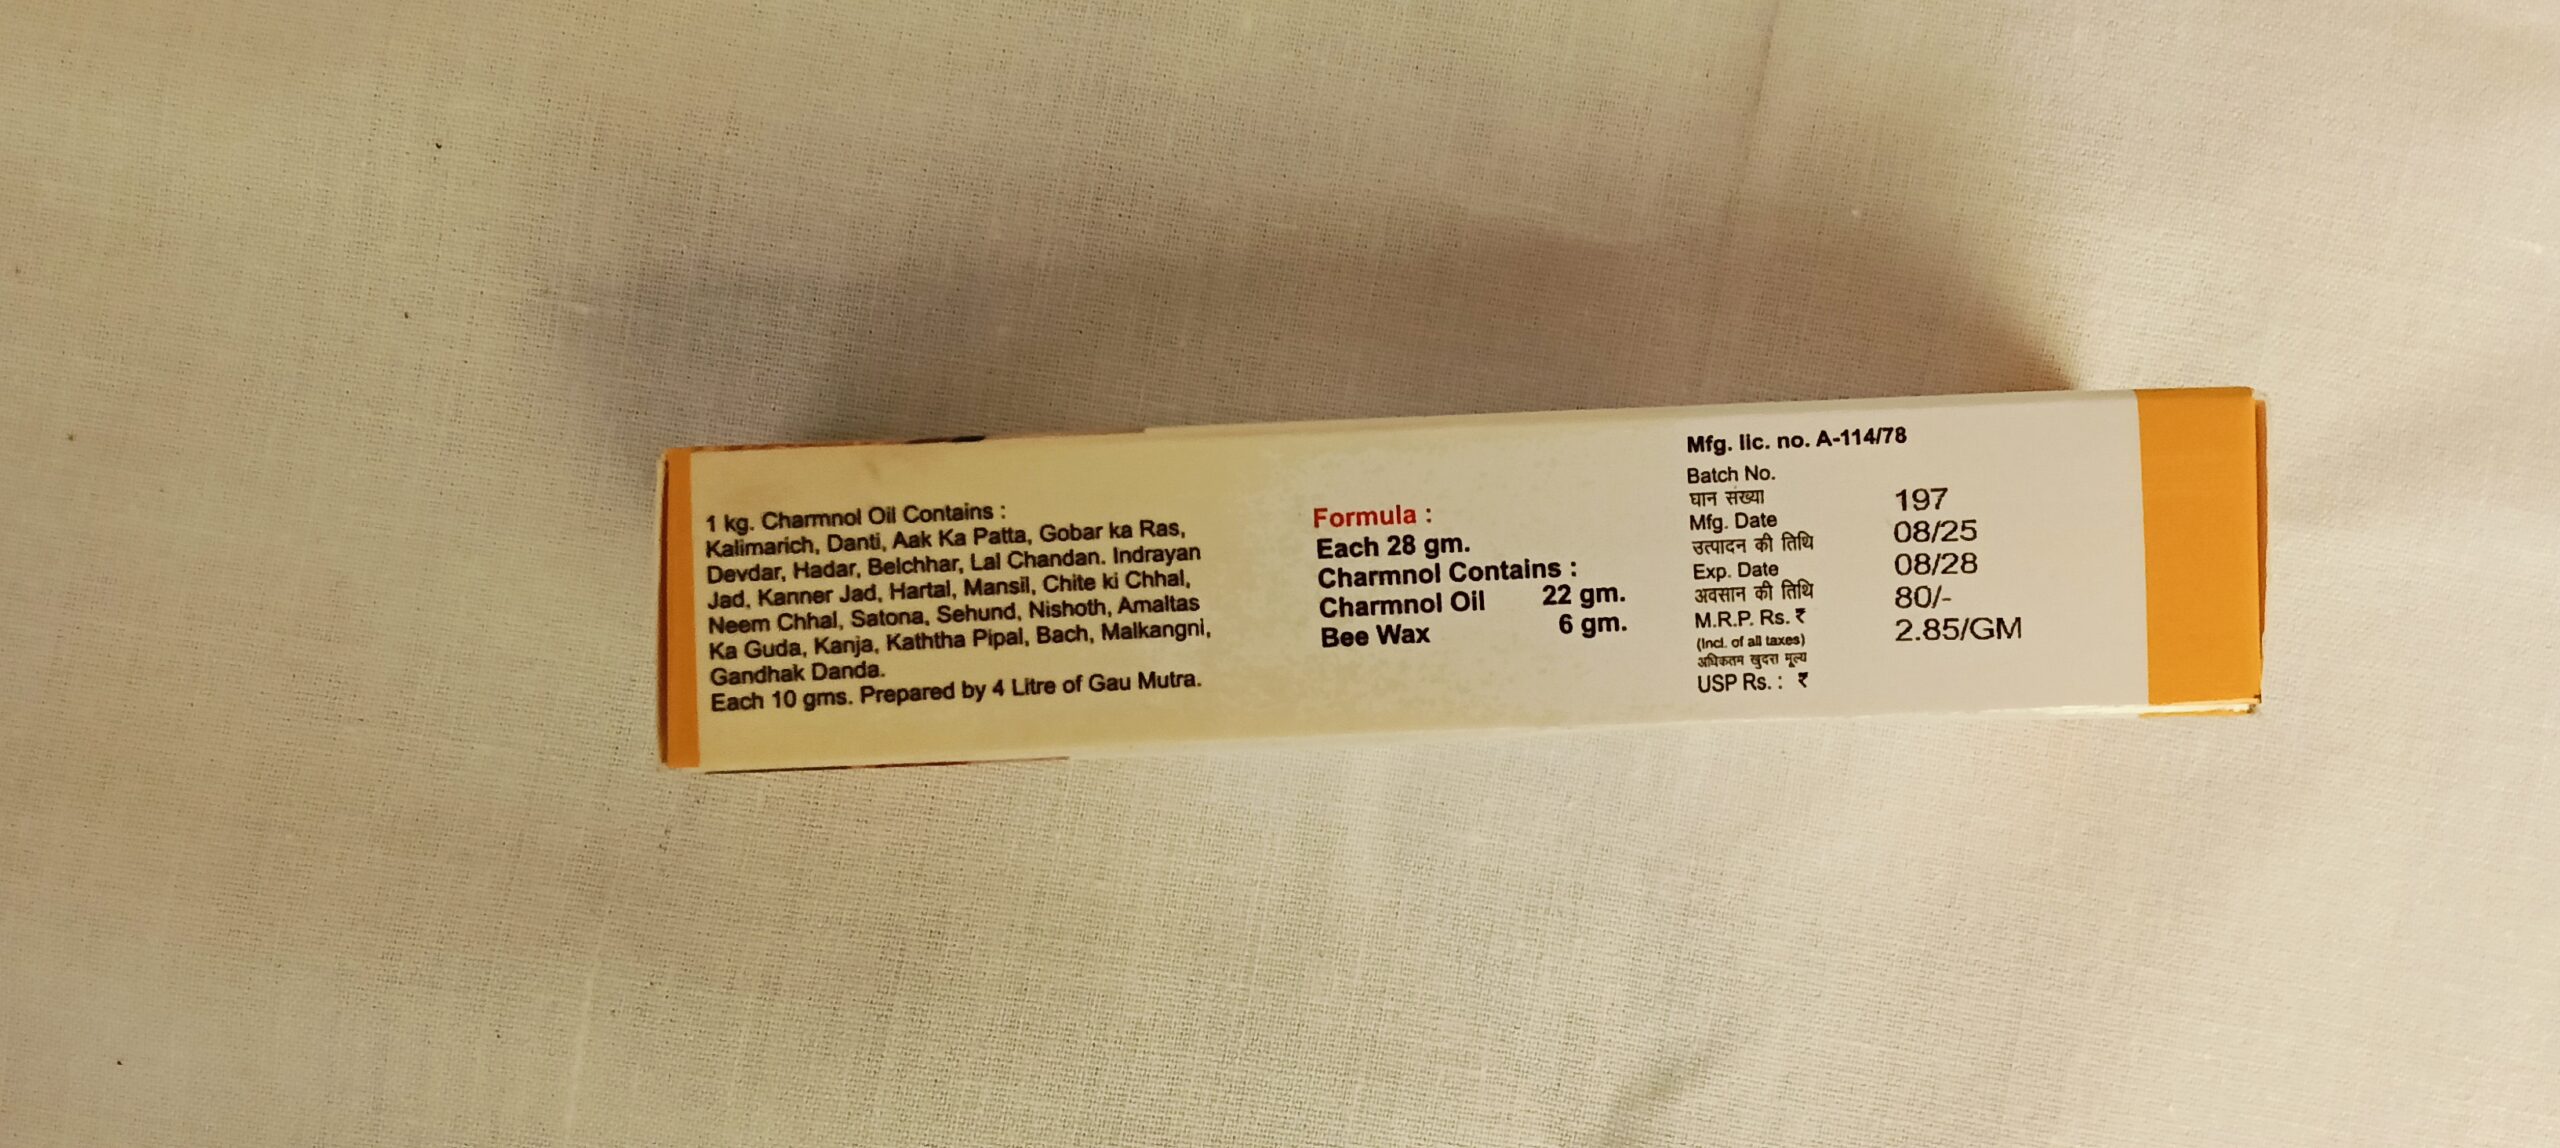 1 kg. Charmnol Oil Contains :
Kalimarich, Danti, Aak Ka Patta, Gobar ka Ras,
Devdar, Hadar, Belchhar, Lal Chandan. Indrayan
Jad, Kanner Jad, Hartal, Mansil, Chite ki Chhal,
Neem Chhal, Satona, Sehund, Nishoth, Amaltas
Ka Guda, Kanja, Kaththa Pipal, Bach, Malkangni,
Gandhak Danda.
Each 10 gms. Prepared by 4 Litre of Gau Mutra.
Formula :
Each 28 gm.
Charmnol Contains :
Charmnol Oil 22 gm.
Bee Wax 6 gm.
Mfg. lic. no. A-114/78
Batch No.
घान संख्या 197
Mfg. Date 08/25
उत्पादन की तिथि
Exp. Date 08/28
अवसान की तिथि 80/-
M.R.P. Rs. ₹ 2.85/GM
(Incl. of all taxes)
अधिकतम खुदरा मूल्य
USP Rs. : ₹